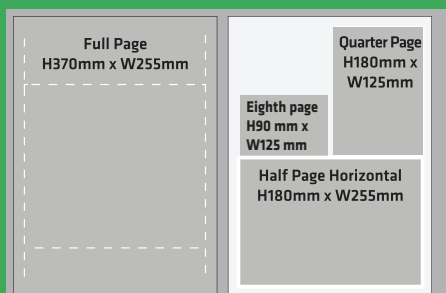 Full Page
H370mm x W255mm
Quarter Page
H180mm x
W125mm
Eighth page
H90 mm x
W125 mm
Half Page Horizontal
H180mm x W255mm